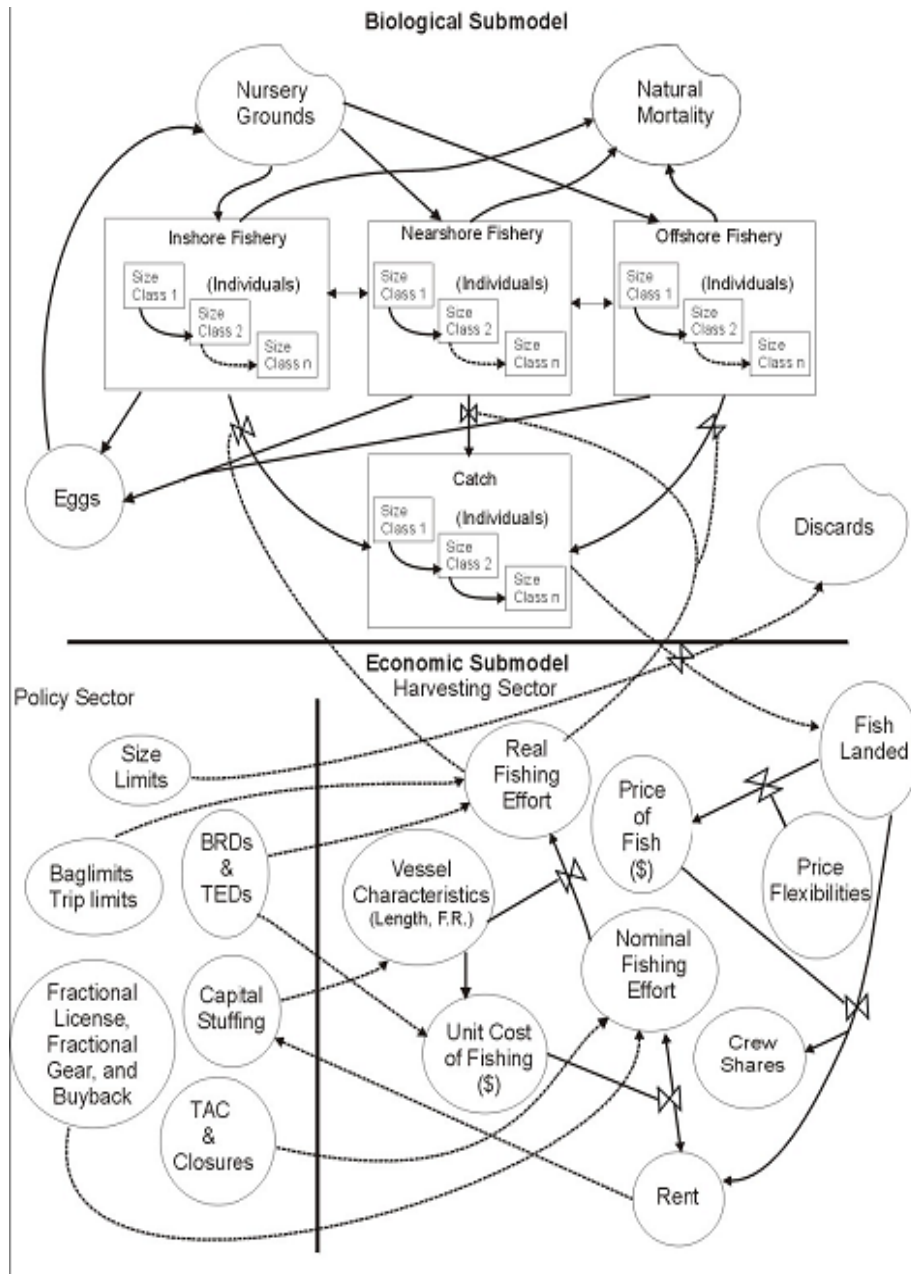 Biological Submodel
Nursery
Grounds
Natural
Mortality
Inshore Fishery
(Individuals)
Size
Class 1
Size
Class 2
Size
Class n
Nearshore Fishery
(Individuals)
Size
Class 1
Size
Class 2
Size
Class n
Offshore Fishery
(Individuals)
Size
Class 1
Size
Class 2
Size
Class n
Eggs
Catch
(Individuals)
Size
Class 1
Size
Class 2
Size
Class n
Discards
Economic Submodel
Harvesting Sector
Policy Sector
Size
Limits
Real
Fishing
Effort
Fish
Landed
Price
of
Fish
($)
Baglimits
Trip limits
BRDs
&
TEDs
Vessel
Characteristics
(Length, F.R.)
Price
Flexibilities
Nominal
Fishing
Effort
Fractional
License,
Fractional
Gear, and
Buyback
Capital
Stuffing
Unit Cost
of Fishing
($)
Crew
Shares
TAC
&
Closures
Rent